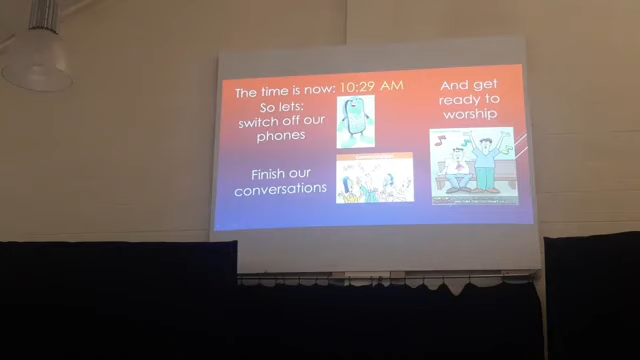 The time is now: 10:29 AM
So lets:
switch off our
phones
Finish our
conversations
And get
ready to
worship